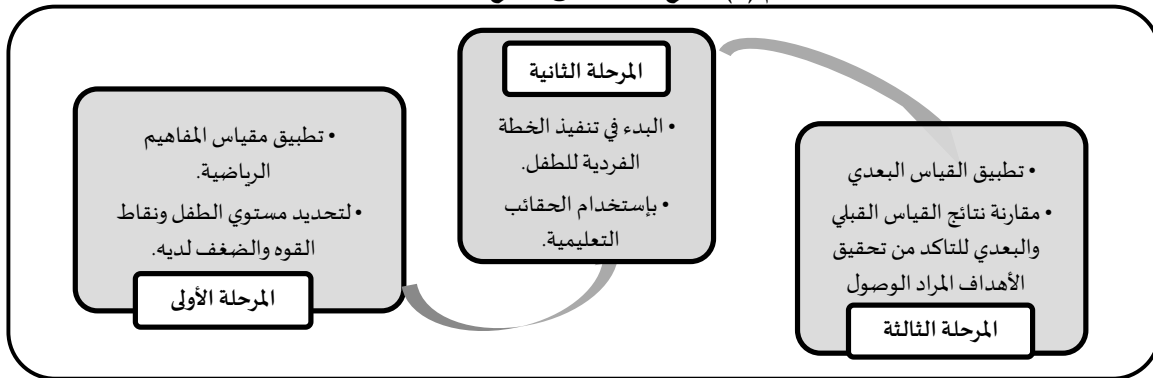 المرحلة الثانية
• البدء في تنفيذ الخطة
الفردية للطفل.
• بإستخدام الحقائب
التعليمية.
• تطبيق مقياس المفاهيم
الرياضية.
• لتحديد مستوي الطفل ونقاط
القوه والضغف لديه.
المرحلة الأولى
• تطبيق القياس البعدي
• مقارنة نتائج القياس القبلي
والبعدي للتاكد من تحقيق
الأهداف المراد الوصول
المرحلة الثالثة